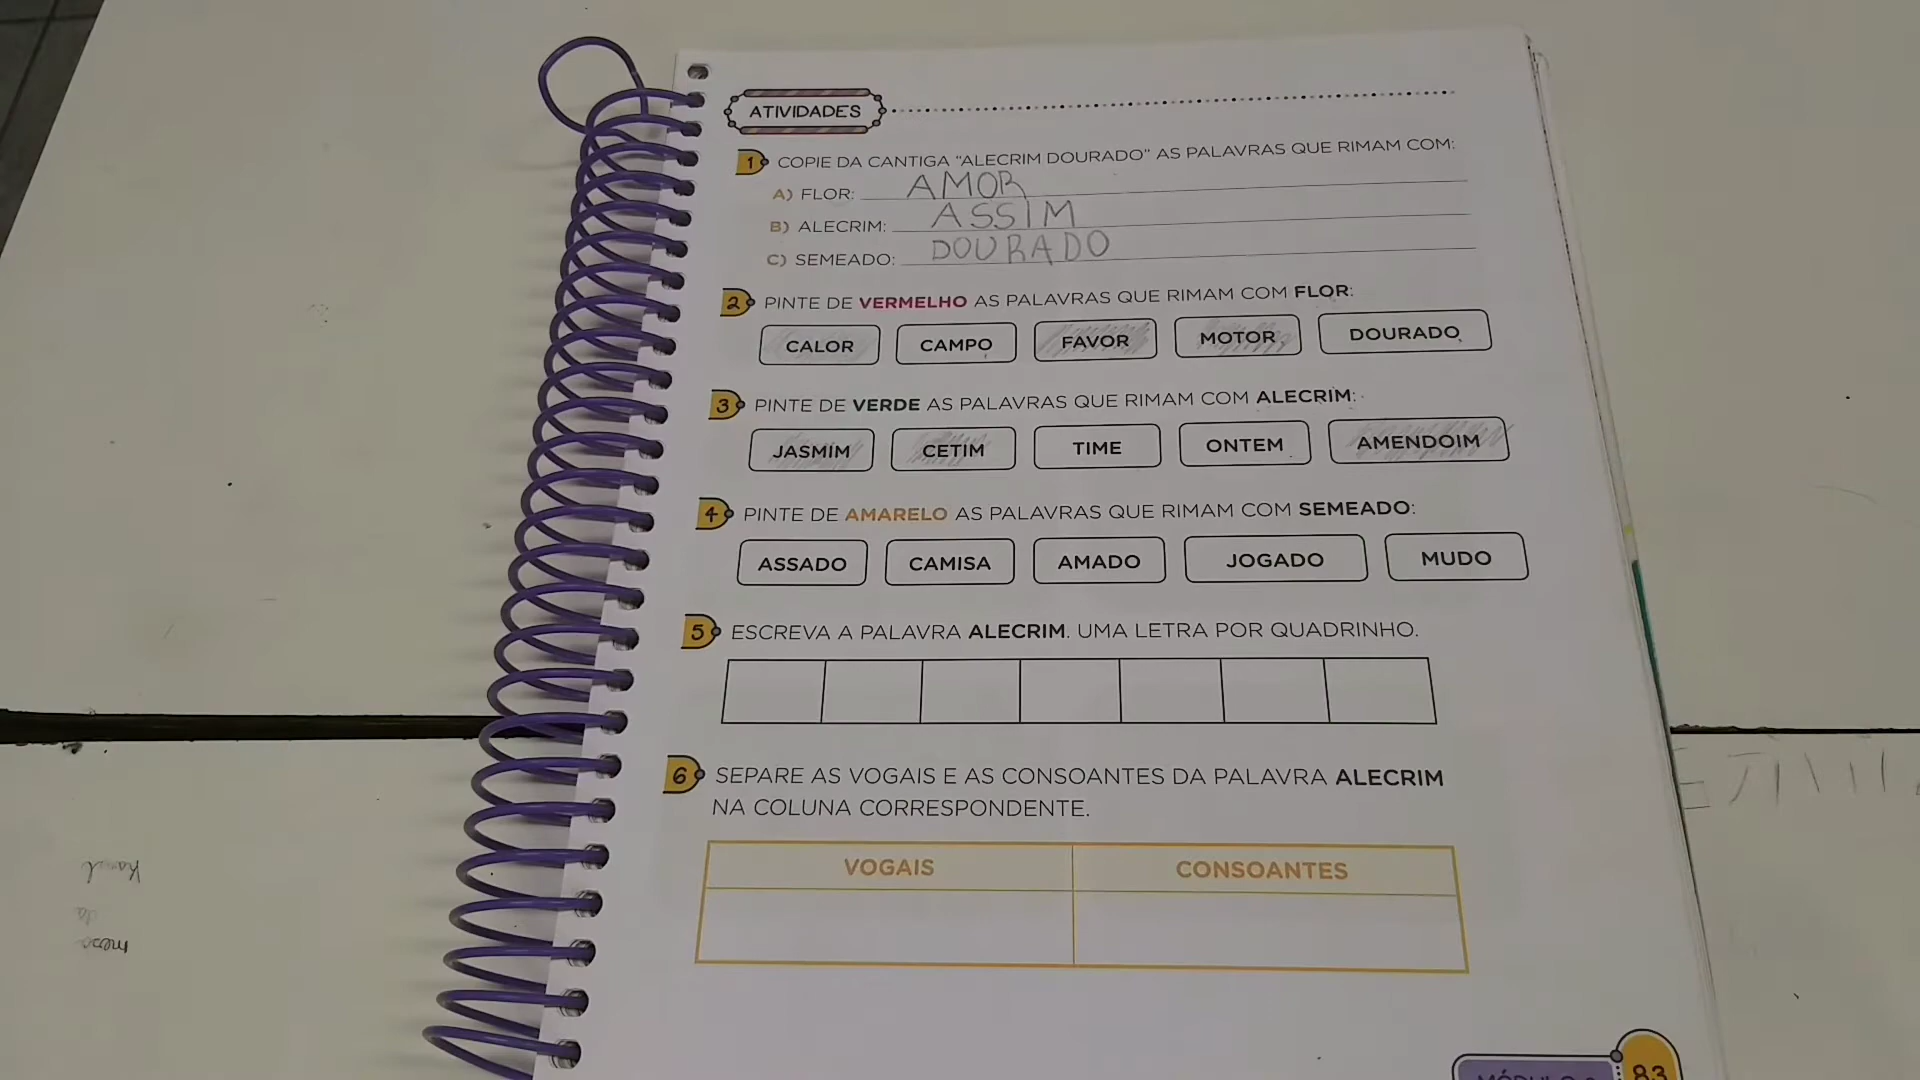 ATIVIDADES
1 COPIE DA CANTIGA "ALECRIM DOURADO" AS PALAVRAS QUE RIMAM COM:
A) FLOR: AMOR
B) ALECRIM: ASSIM
C) SEMEADO: DOURADO
2 PINTE DE VERMELHO AS PALAVRAS QUE RIMAM COM FLOR:
CALOR CAMPO FAVOR MOTOR DOURADO
3 PINTE DE VERDE AS PALAVRAS QUE RIMAM COM ALECRIM:
JASMIM CETIM TIME ONTEM AMENDOIM
4 PINTE DE AMARELO AS PALAVRAS QUE RIMAM COM SEMEADO:
ASSADO CAMISA AMADO JOGADO MUDO
5 ESCREVA A PALAVRA ALECRIM. UMA LETRA POR QUADRINHO.
6 SEPARE AS VOGAIS E AS CONSOANTES DA PALAVRA ALECRIM
NA COLUNA CORRESPONDENTE.
VOGAIS CONSOANTES
da
mesa
MÓDULO 83